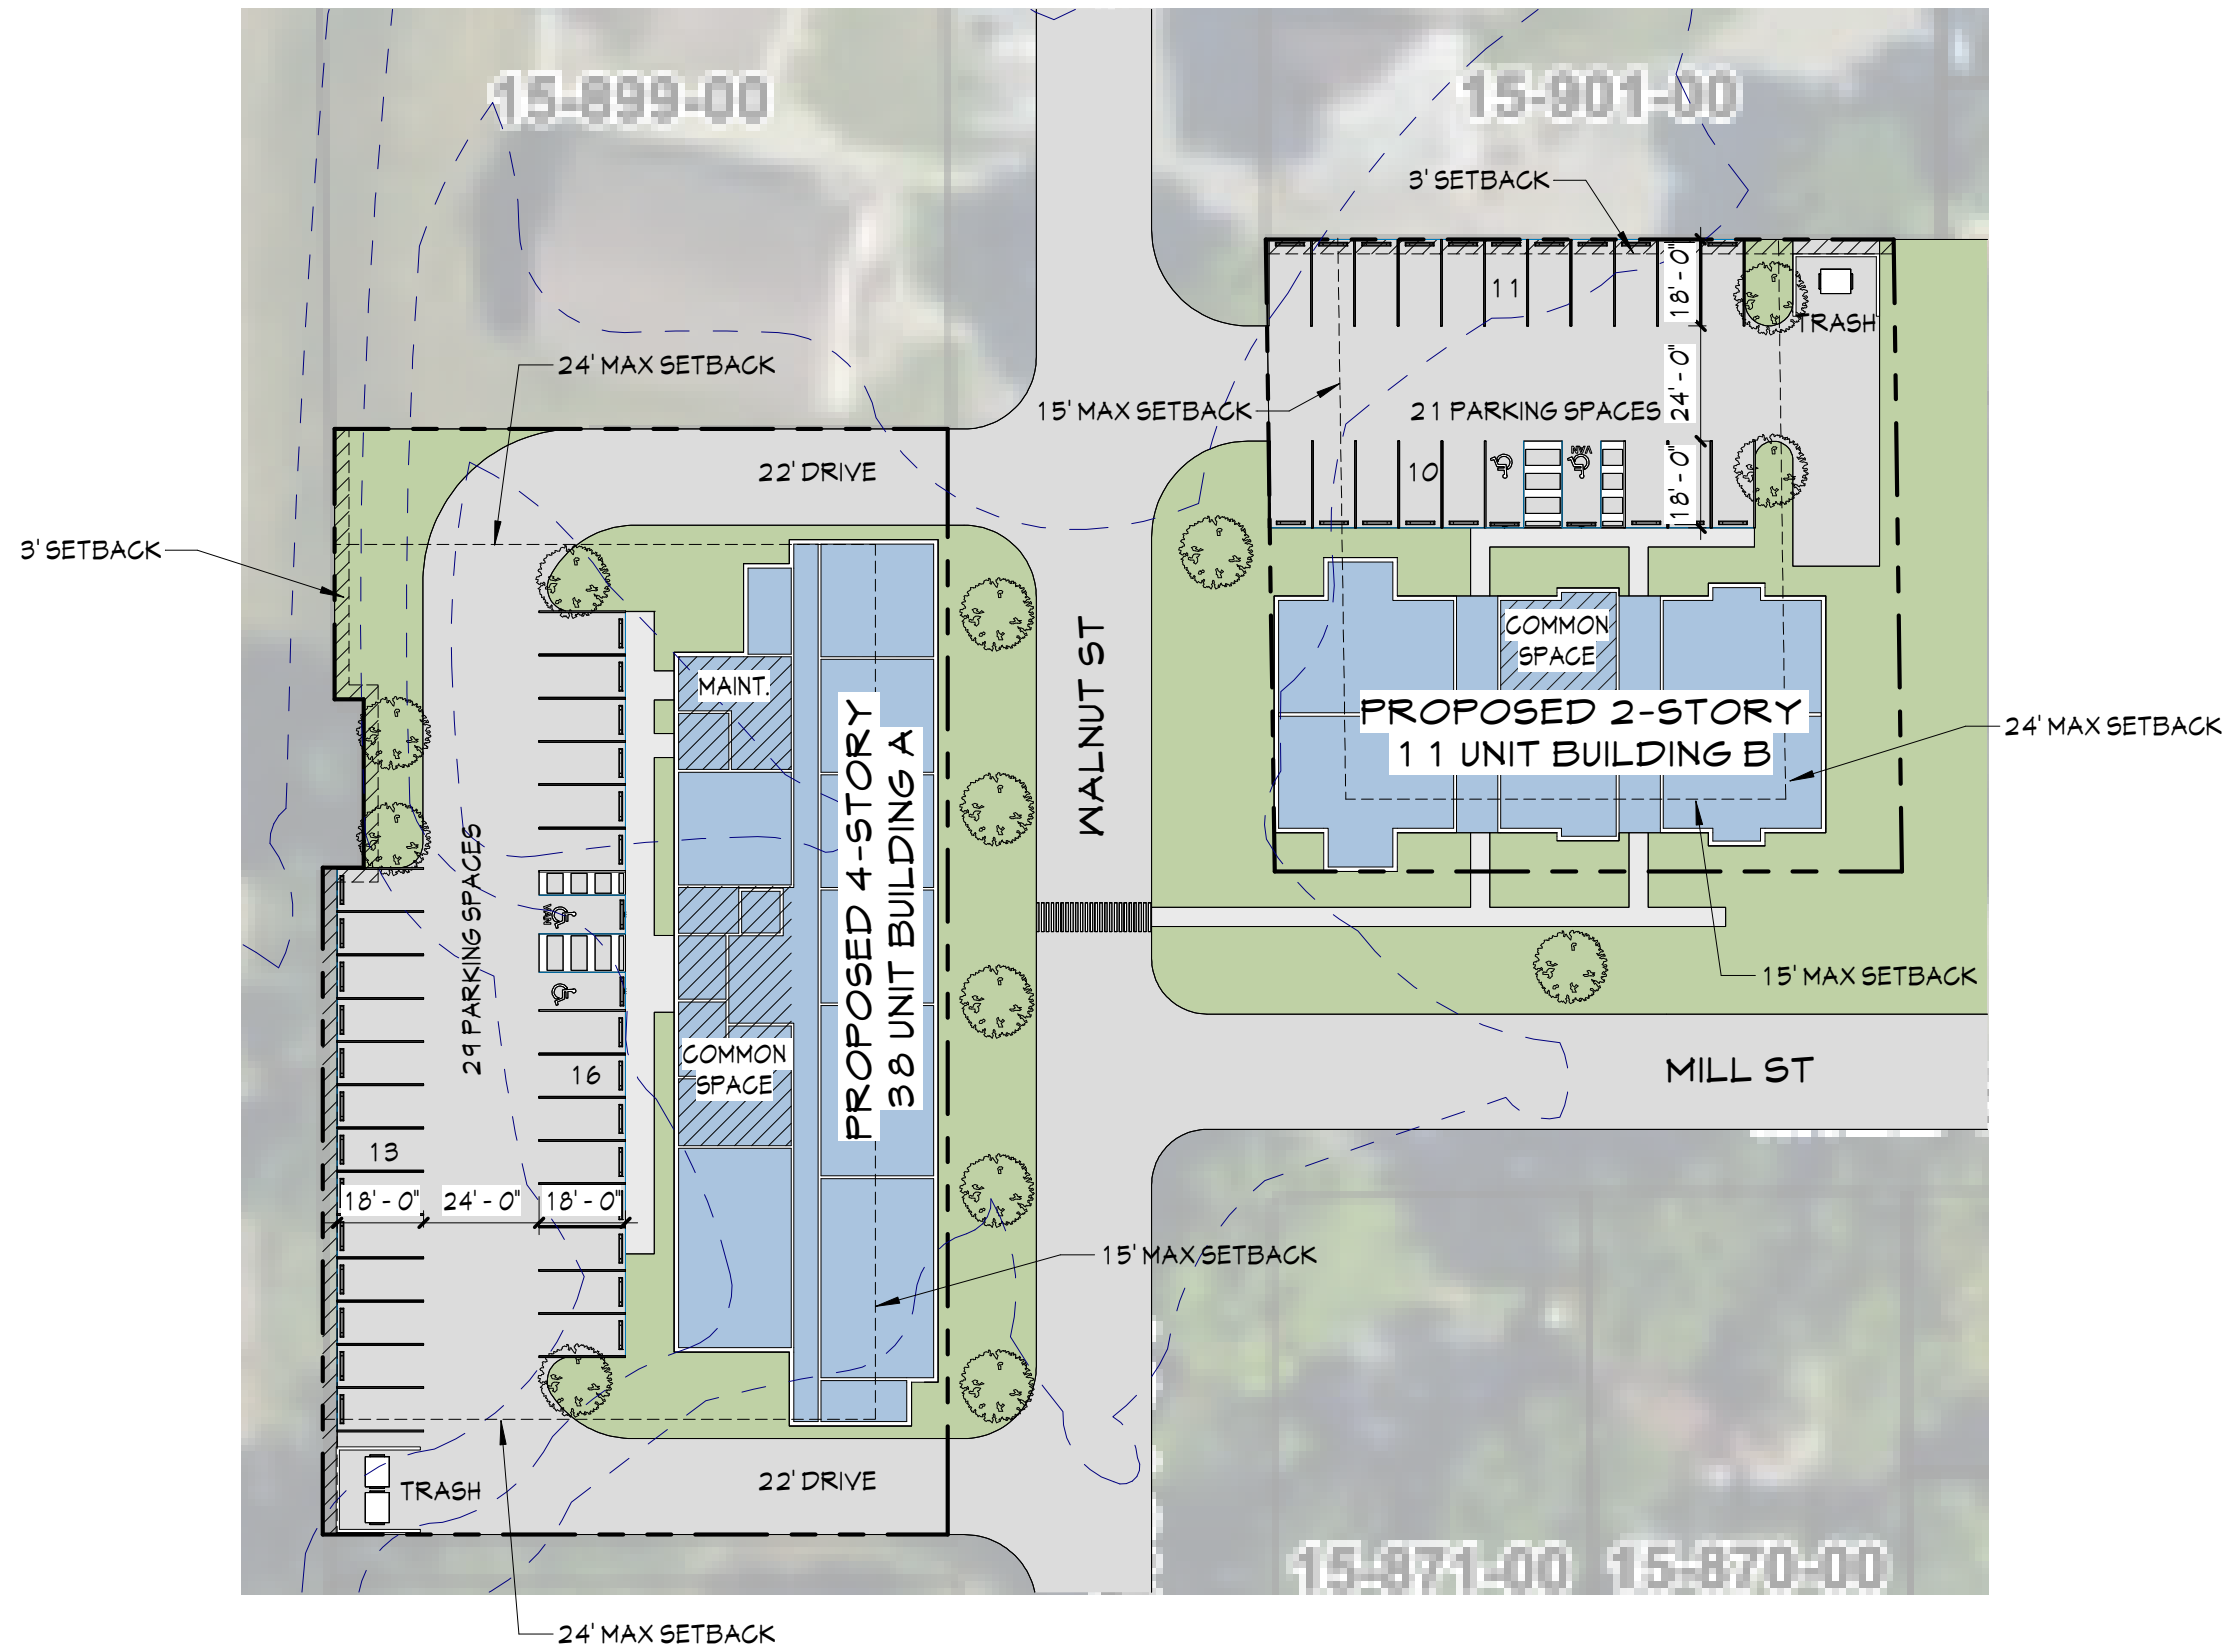 15-899-00
15-901-00
3' SETBACK
18' - 0"
11
TRASH
24' MAX SETBACK
24' - 0"
15' MAX SETBACK
21 PARKING SPACES
22' DRIVE
VAN
10
18' - 0"
3' SETBACK
COMMON
SPACE
MAINT.
PROPOSED 4-STORY
38 UNIT BUILDING A
WALNUT ST
PROPOSED 2-STORY
11 UNIT BUILDING B
24' MAX SETBACK
29 PARKING SPACES
VAN
15' MAX SETBACK
COMMON
SPACE
16
MILL ST
13
18' - 0"
24' - 0"
18' - 0"
15' MAX SETBACK
TRASH
22' DRIVE
15-871-00
15-870-00
24' MAX SETBACK